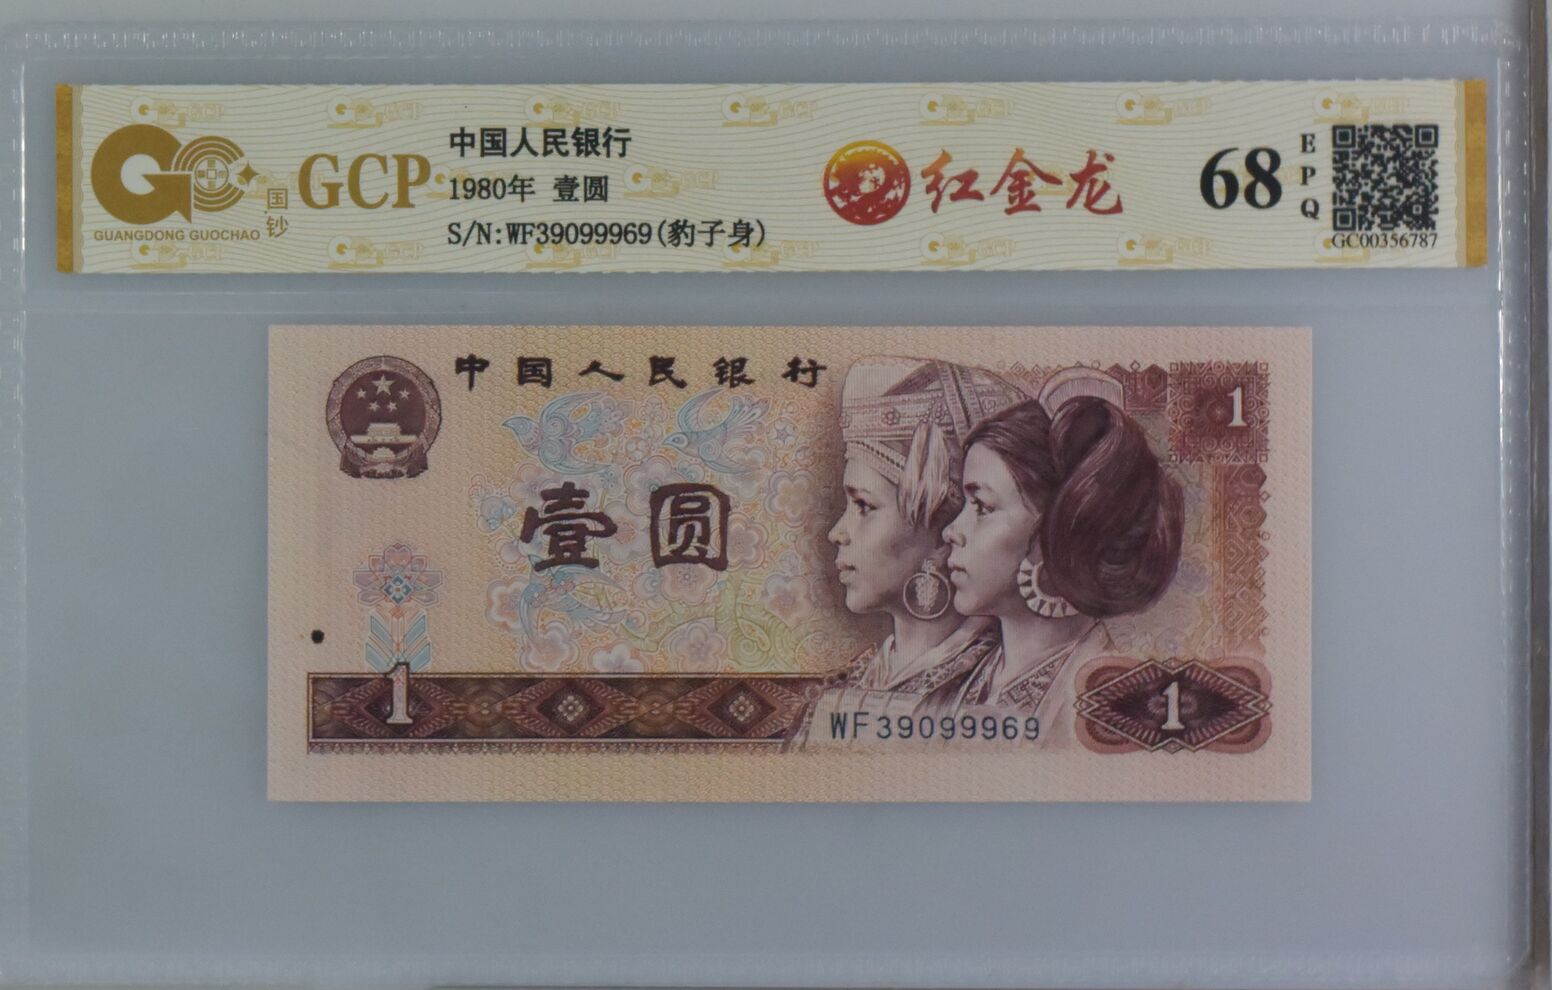 GC
GUANGDONG GUOCHAO
国钞
GCP
中国人民银行
1980年 壹圆
S/N:WF39099969(豹子身)
红金龙
68
EPQ
GC00356787
中国人民银行
1
壹圆
1
WF39099969
1